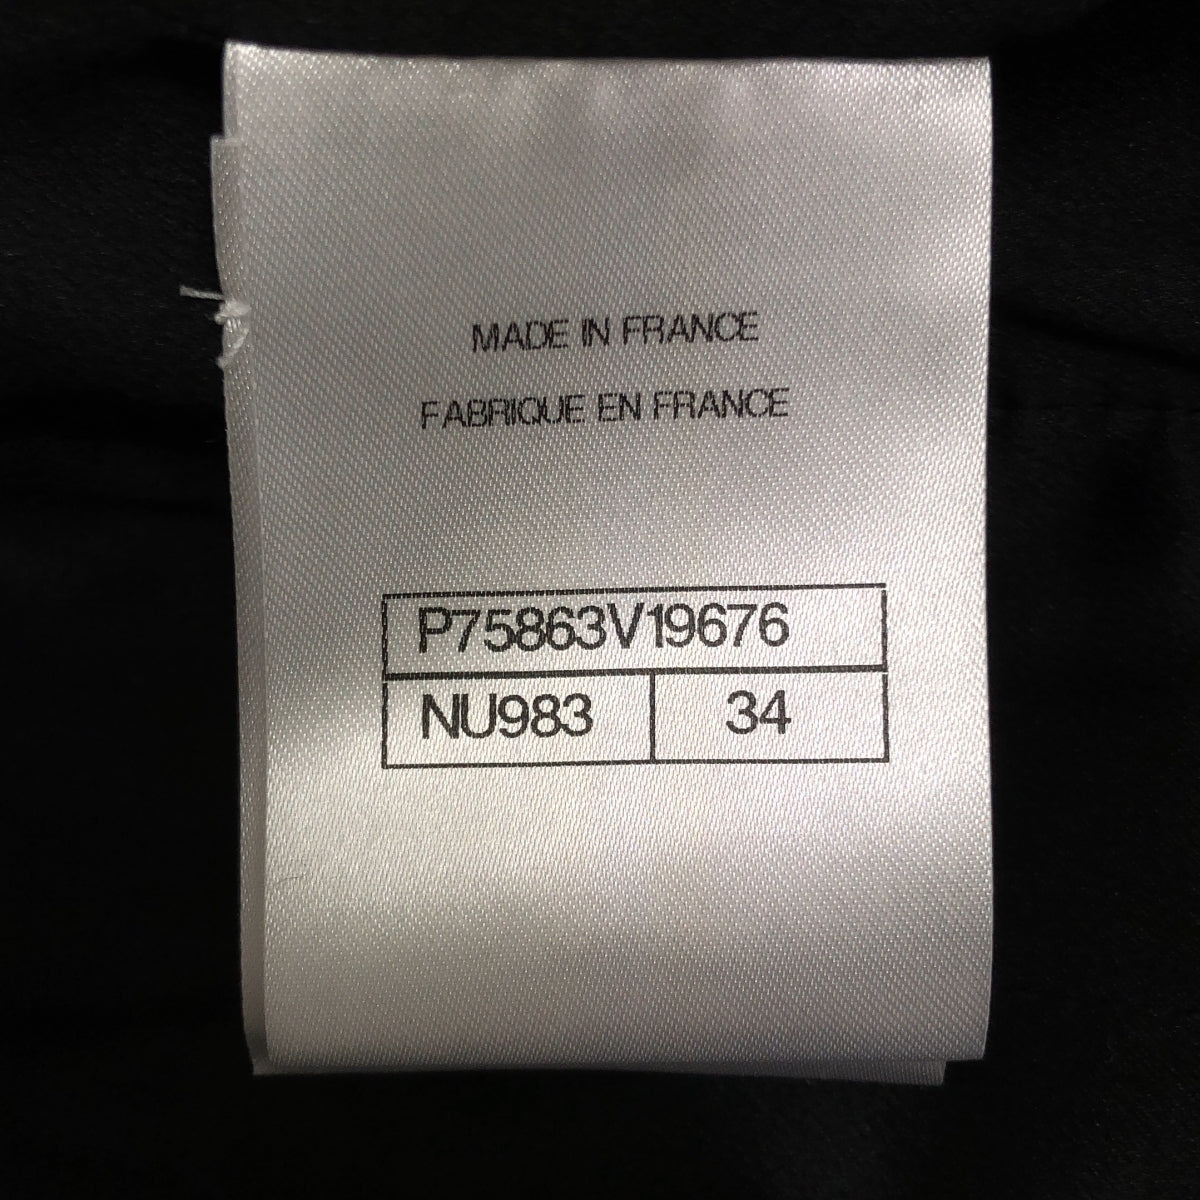 MADE IN FRANCE
FABRIQUE EN FRANCE
P75863V19676
NU983 34